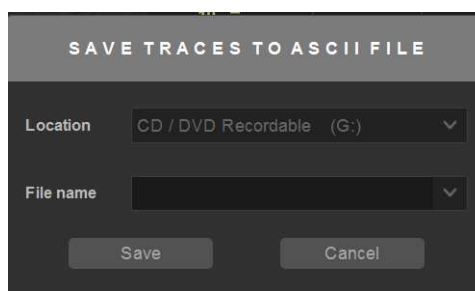 SAVE TRACES TO ASCII FILE
Location CD / DVD Recordable (G:)
File name
Save Cancel